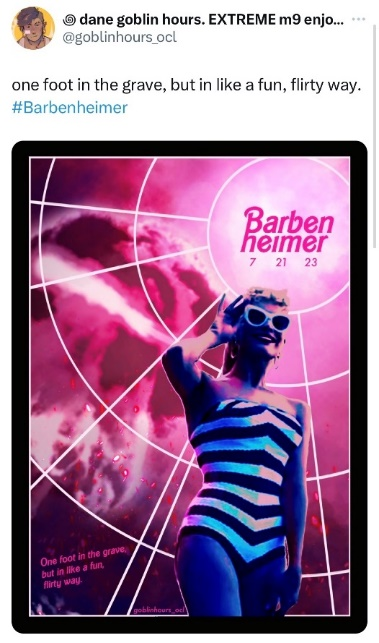 dane goblin hours. EXTREME m9 enjo...
@goblinhours_ocl
one foot in the grave, but in like a fun, flirty way.
#Barbenheimer
Barben
heimer
7 21 23
One foot in the grave,
but in like a fun,
flirty way.
goblinhours_ocl